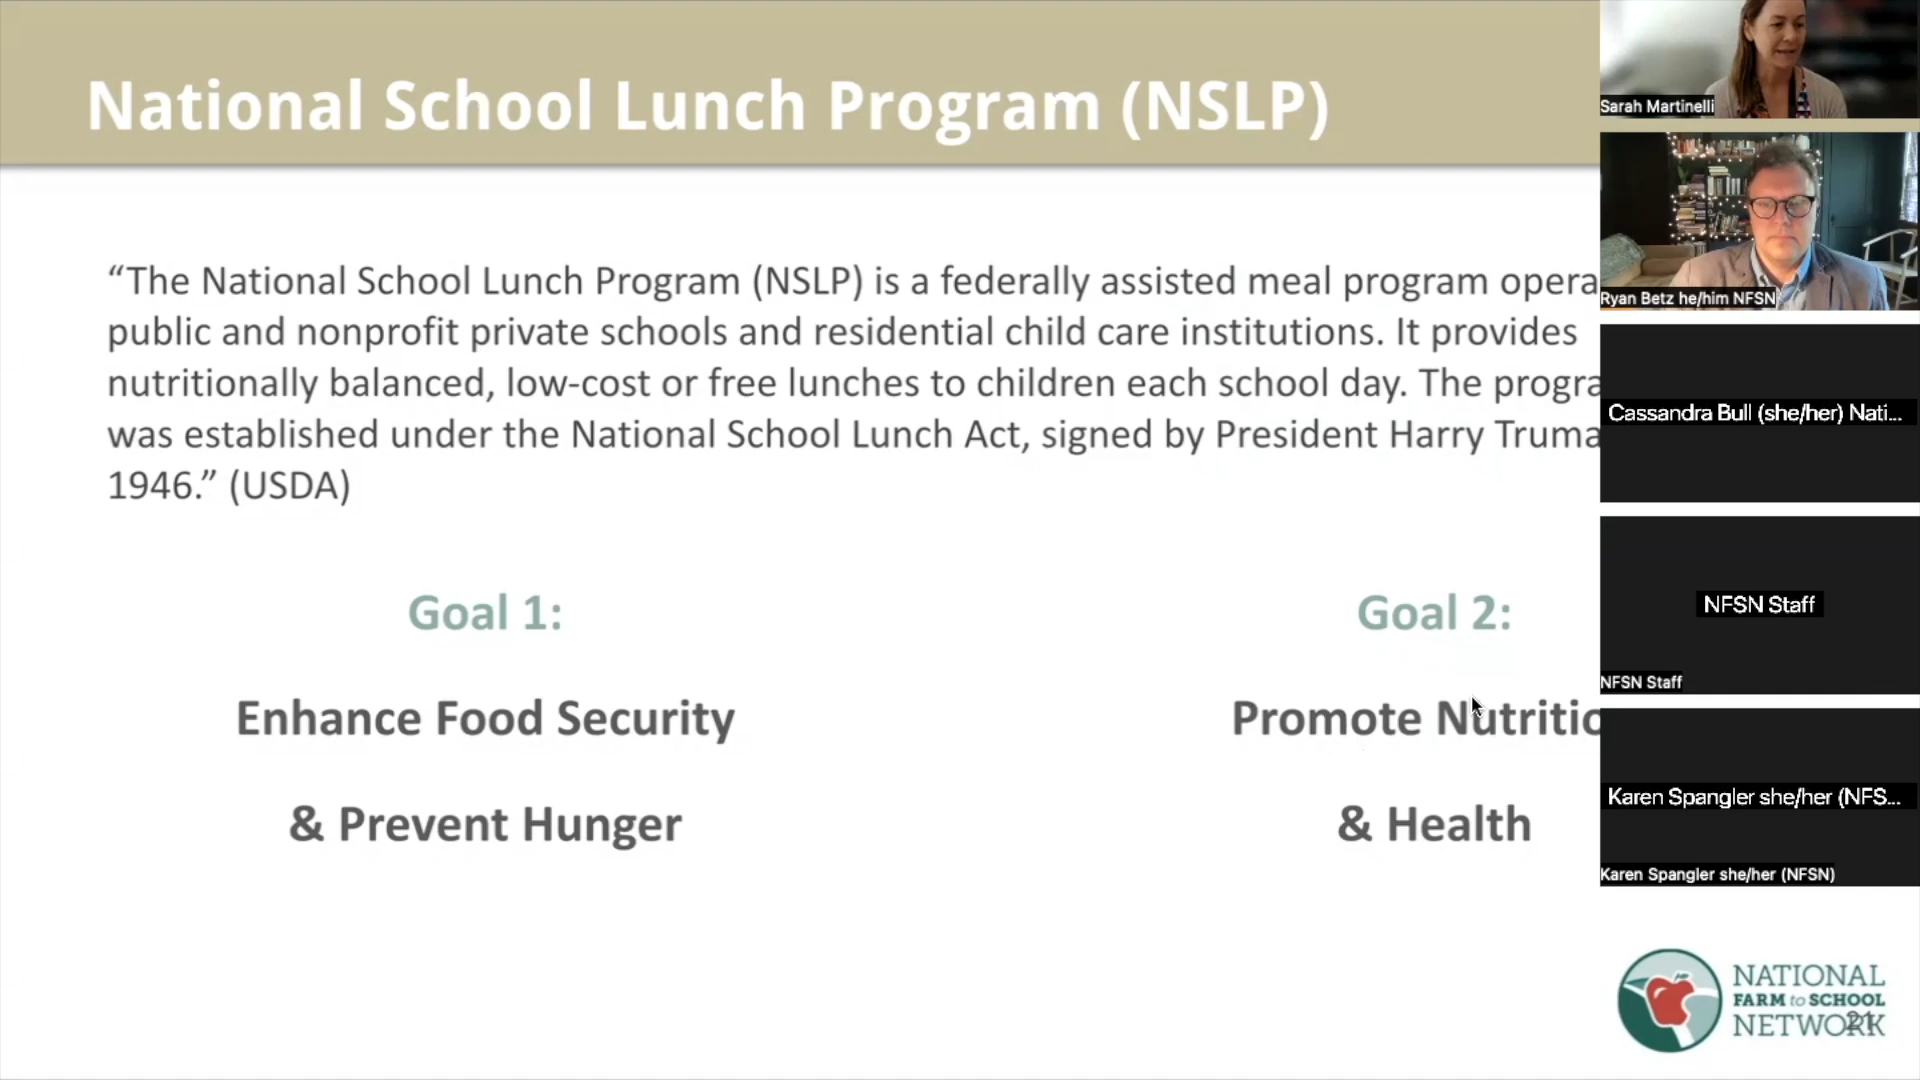 National School Lunch Program (NSLP)
“The National School Lunch Program (NSLP) is a federally assisted meal program opera
public and nonprofit private schools and residential child care institutions. It provides
nutritionally balanced, low-cost or free lunches to children each school day. The progra
was established under the National School Lunch Act, signed by President Harry Truma
1946.” (USDA)
Goal 1:
Enhance Food Security
& Prevent Hunger
Goal 2:
Promote Nutritio
& Health
Sarah Martinelli
Ryan Betz he/him NFSN
Cassandra Bull (she/her) Nati...
NFSN Staff
NFSN Staff
Karen Spangler she/her (NFS...
Karen Spangler she/her (NFSN)
NATIONAL
FARM to SCHOOL
NETWORK
21